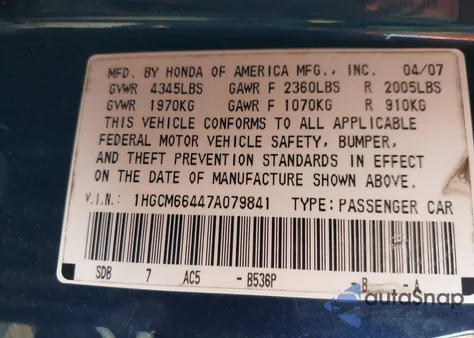 MFD. BY HONDA OF AMERICA MFG., INC. 04/07
GVWR 4345LBS GAWR F 2360LBS R 2005LBS
GVWR 1970KG GAWR F 1070KG R 910KG
THIS VEHICLE CONFORMS TO ALL APPLICABLE
FEDERAL MOTOR VEHICLE SAFETY, BUMPER,
AND THEFT PREVENTION STANDARDS IN EFFECT
ON THE DATE OF MANUFACTURE SHOWN ABOVE.
V.I.N.: 1HGCM66447A079841 TYPE: PASSENGER CAR
SDB 7 AC5 - B536P B - A
autoSnap